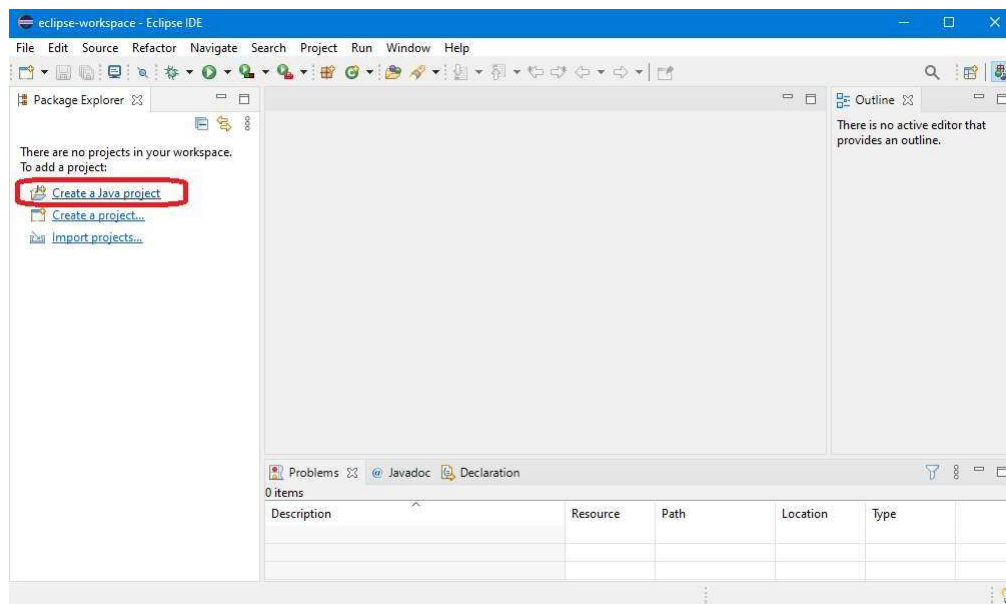 eclipse-workspace - Eclipse IDE
File Edit Source Refactor Navigate Search Project Run Window Help
Package Explorer
Outline
There are no projects in your workspace.
To add a project:
Create a Java project
Create a project...
Import projects...
There is no active editor that
provides an outline.
Problems @ Javadoc Declaration
0 items
Description Resource Path Location Type